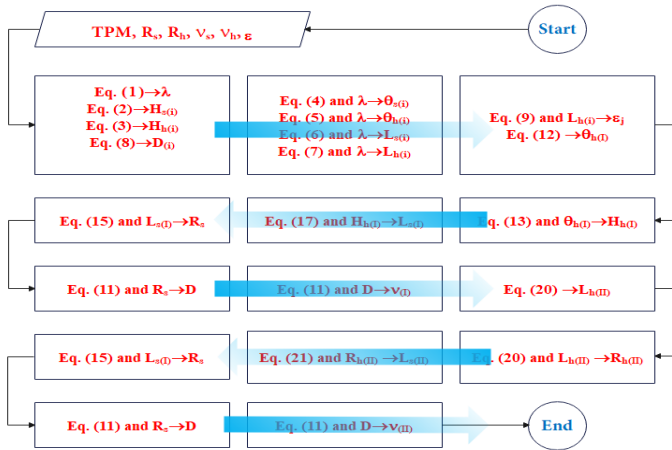 TPM, Rₛ, Rₕ, νₛ, νₕ, ε
Start
Eq. (1)→λ
Eq. (2)→Hₛ₍ᵢ₎
Eq. (3)→Hₕ₍ᵢ₎
Eq. (8)→D₍ᵢ₎
Eq. (4) and λ→θₛ₍ᵢ₎
Eq. (5) and λ→θₕ₍ᵢ₎
Eq. (6) and λ→Lₛ₍ᵢ₎
Eq. (7) and λ→Lₕ₍ᵢ₎
Eq. (9) and Lₕ₍ᵢ₎→εⱼ
Eq. (12) →θh(I)
Eq. (15) and Ls(I)→Rₛ
Eq. (17) and Hh(I)→Ls(I)
Eq. (13) and θh(I)→Hh(I)
Eq. (11) and Rₛ→D
Eq. (11) and D→ν(I)
Eq. (20) →Lh(II)
Eq. (15) and Ls(I)→Rₛ
Eq. (21) and Rh(II)→Ls(II)
Eq. (20) and Lh(II)→Rh(II)
Eq. (11) and Rₛ→D
Eq. (11) and D→ν(II)
End